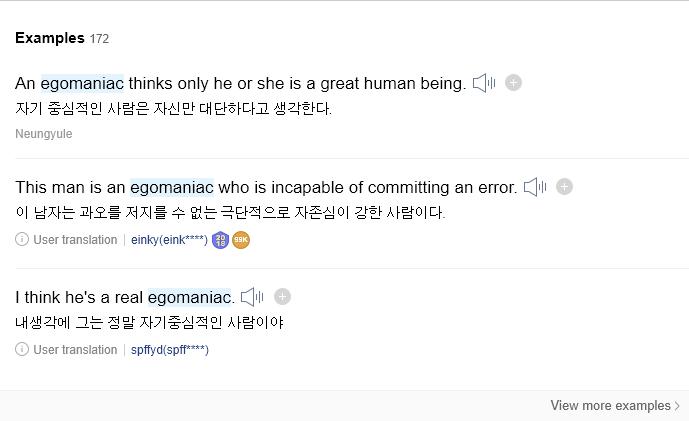 Examples 172
An egomaniac thinks only he or she is a great human being.
자기 중심적인 사람은 자신만 대단하다고 생각한다.
Neungyule
This man is an egomaniac who is incapable of committing an error.
이 남자는 과오를 저지를 수 없는 극단적으로 자존심이 강한 사람이다.
User translation einky(eink****) 2018 99K
I think he's a real egomaniac.
내생각에 그는 정말 자기중심적인 사람이야
User translation spffyd(spff****)
View more examples